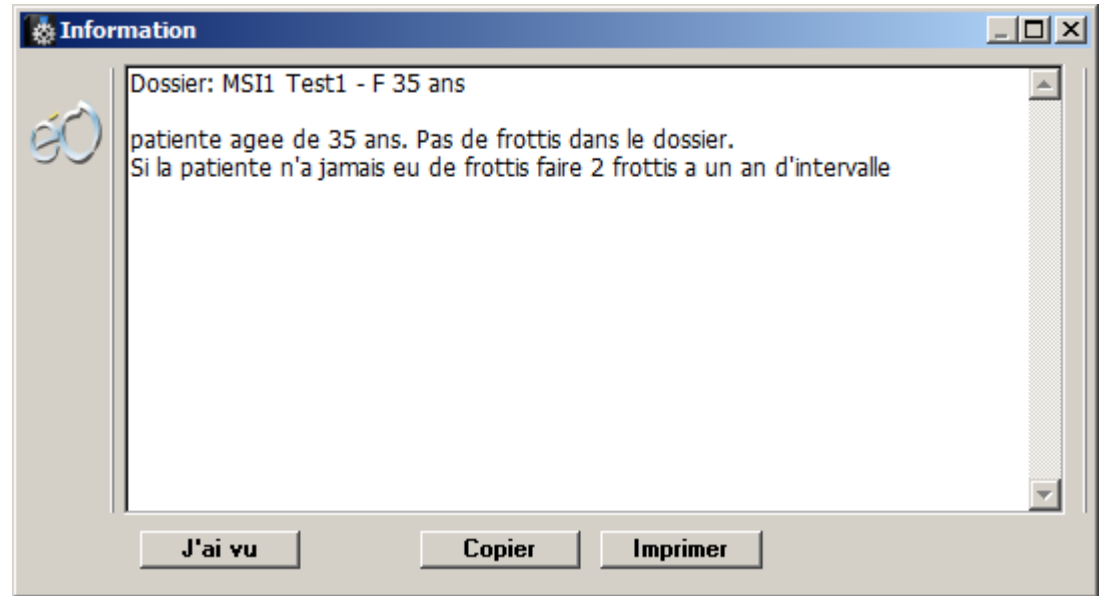 Information
Dossier: MSI1 Test1 - F 35 ans
patiente agee de 35 ans. Pas de frottis dans le dossier.
Si la patiente n'a jamais eu de frottis faire 2 frottis a un an d'intervalle
éO
J'ai vu
Copier
Imprimer